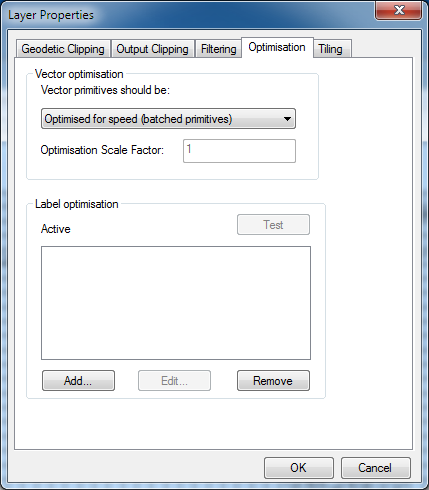 Layer Properties
Geodetic Clipping Output Clipping Filtering Optimisation Tiling
Vector optimisation
Vector primitives should be:
Optimised for speed (batched primitives)
Optimisation Scale Factor: 1
Label optimisation
Active Test
Add... Edit... Remove
OK Cancel